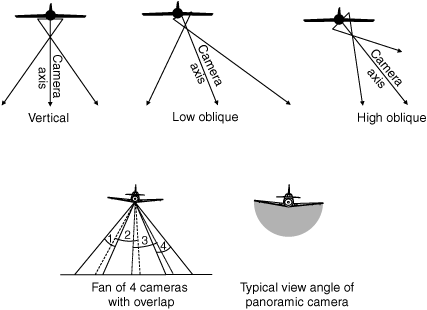 Camera
axis
Vertical
Camera
axis
Low oblique
Camera
axis
High oblique
1
2
3
4
Fan of 4 cameras
with overlap
Typical view angle of
panoramic camera